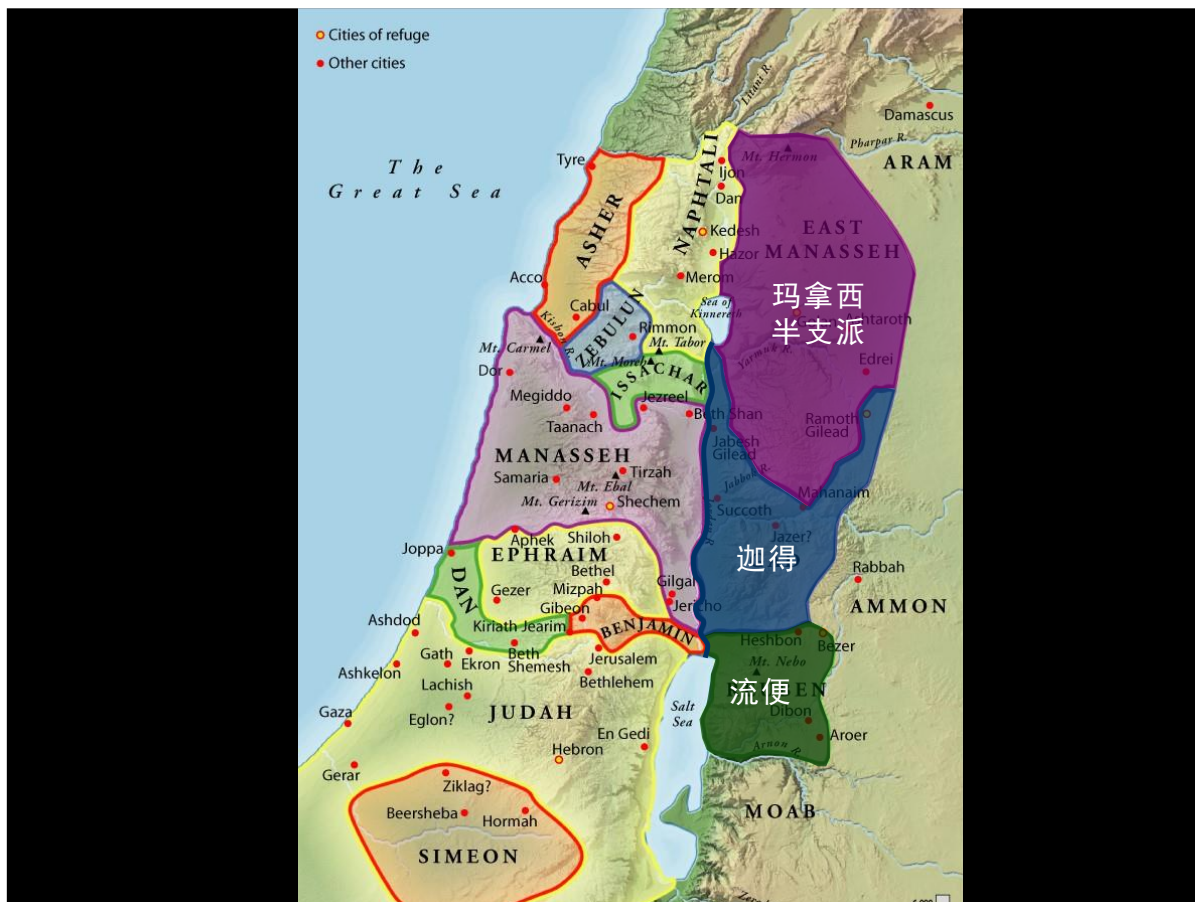 Cities of refuge
Other cities
Litani R.
Damascus
Pharpar R.
ARAM
The
Great Sea
Tyre
Mt. Hermon
Ijon
Dan
NAPHTALI
ASHER
Kedesh
Hazor
EAST
MANASSEH
Merom
Acco
玛拿西
半支派
Sea of
Kinnereth
Ashtaroth
Cabul
Kishon R.
ZEBULUN
Rimmon
Mt. Tabor
Mt. Carmel
Mt. Moreh
Yarmuk R.
Edrei
Dor
ISSACHAR
Megiddo
Jezreel
Taanach
Beth Shan
Ramoth
Gilead
Jabesh
Gilead
MANASSEH
Samaria
Tirzah
Mt. Ebal
Jabbok R.
Mt. Gerizim
Shechem
Mahanaim
Succoth
Jazer?
Joppa
Aphek
Shiloh
EPHRAIM
迦得
Bethel
Rabbah
DAN
Gezer
Mizpah
Gilgal
Gibeon
Jericho
AMMON
Ashdod
Kiriath Jearim
BENJAMIN
Heshbon
Bezer
Gath
Ekron
Beth
Shemesh
Jerusalem
Mt. Nebo
Ashkelon
Bethlehem
流便
Lachish
Salt
Sea
Gaza
Eglon?
JUDAH
Dibon
En Gedi
Aroer
Hebron
Arnon R.
Gerar
Ziklag?
Beersheba
Hormah
MOAB
SIMEON